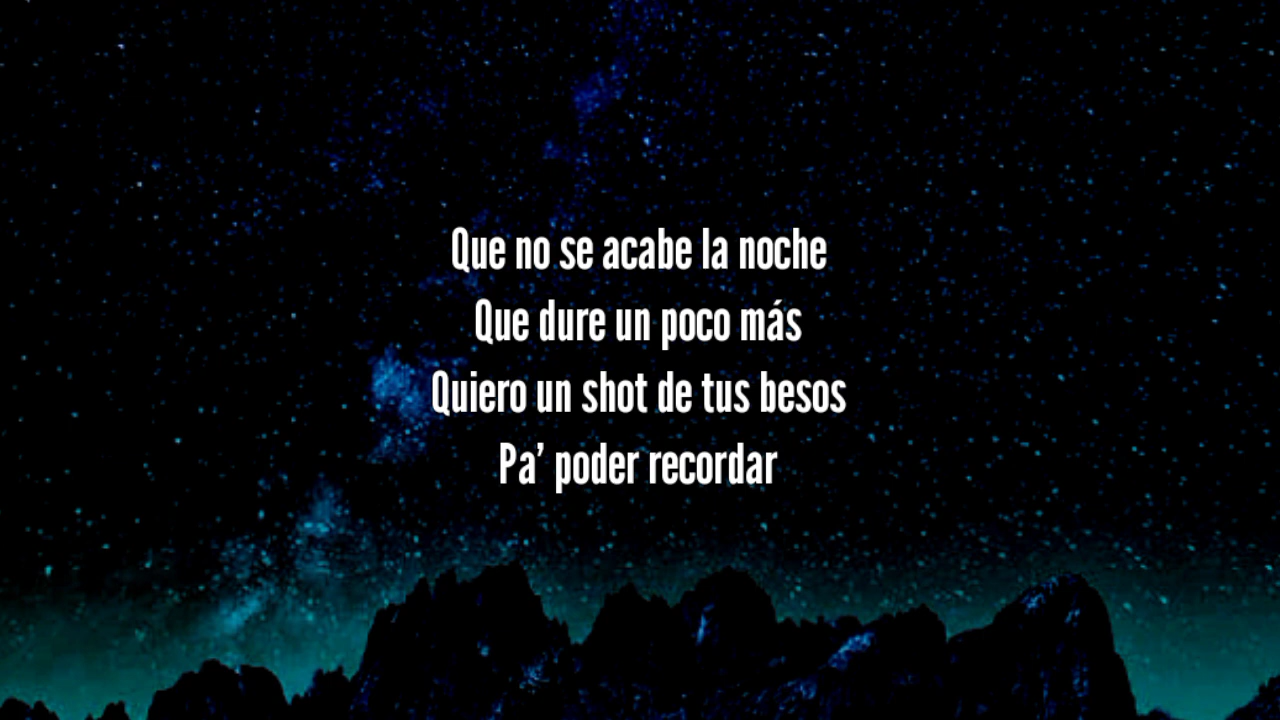 Que no se acabe la noche
Que dure un poco más
Quiero un shot de tus besos
Pa’ poder recordar